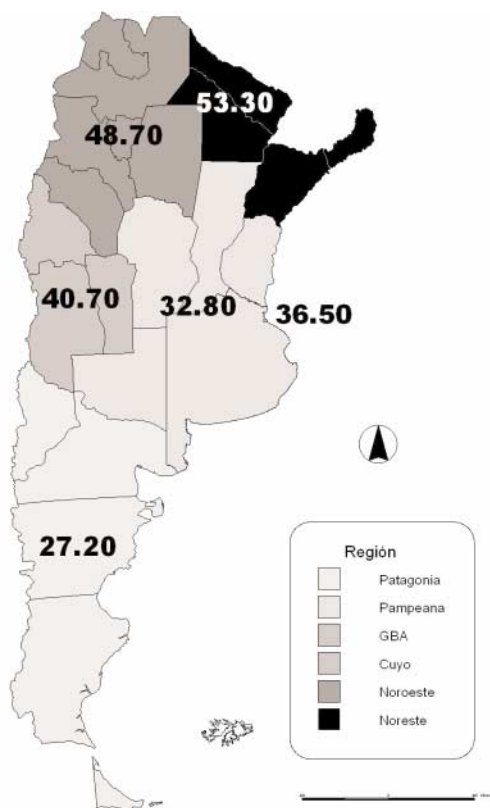 53.30
48.70
40.70
32.80
36.50
27.20
Región
Patagonia
Pampeana
GBA
Cuyo
Noroeste
Noreste